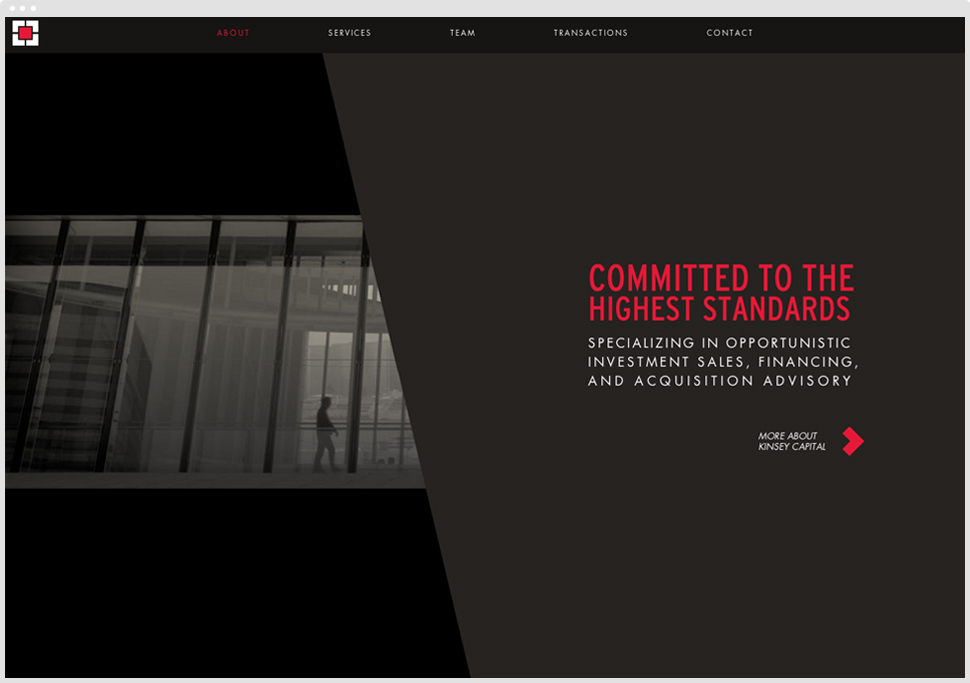 ABOUT SERVICES TEAM TRANSACTIONS CONTACT
COMMITTED TO THE
HIGHEST STANDARDS
SPECIALIZING IN OPPORTUNISTIC
INVESTMENT SALES, FINANCING,
AND ACQUISITION ADVISORY
MORE ABOUT
KINSEY CAPITAL